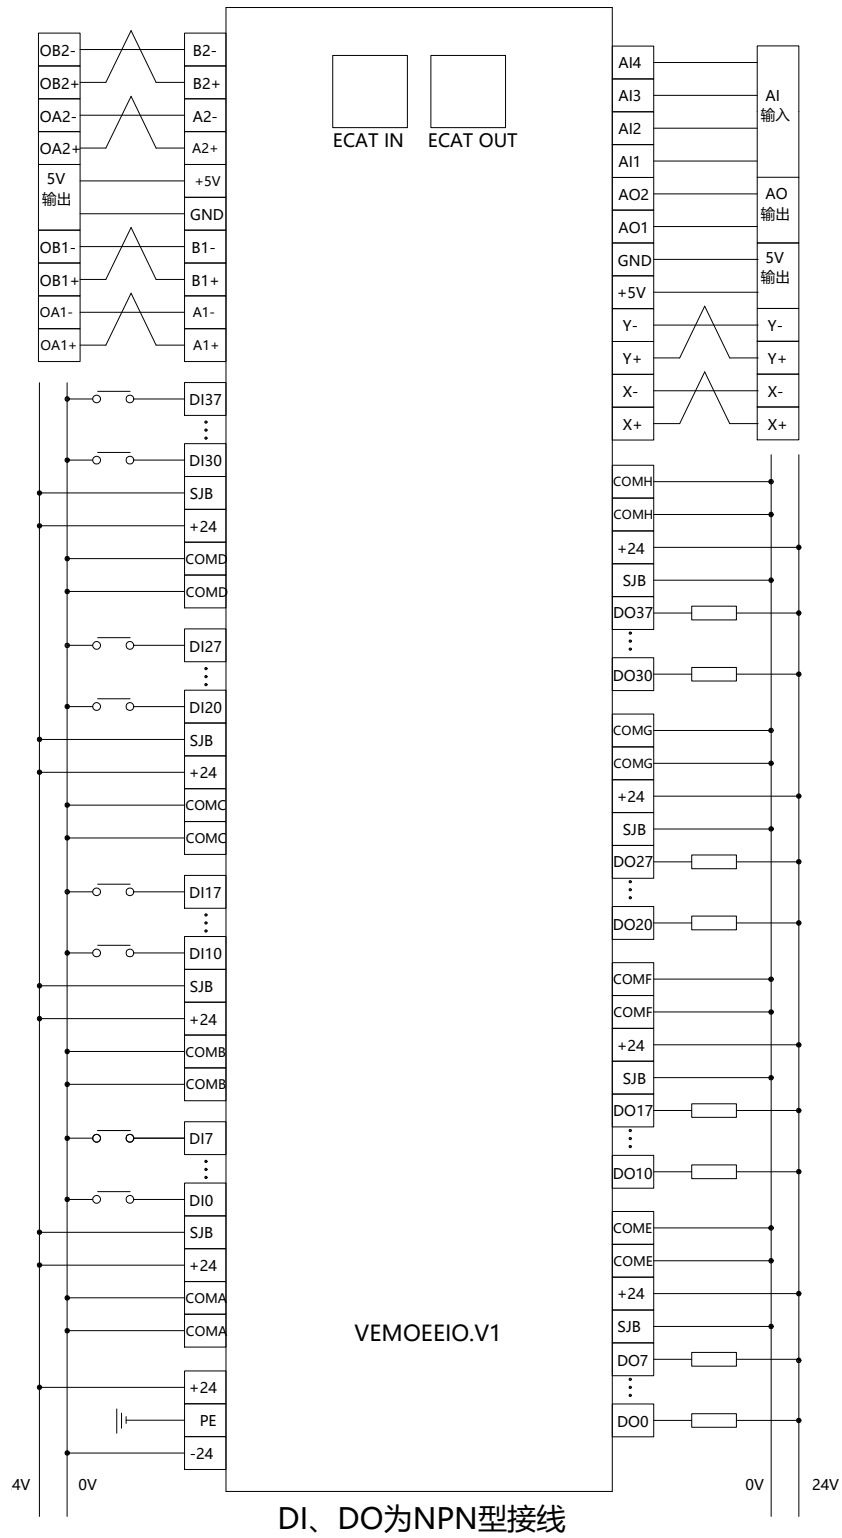 OB2-
OB2+
OA2-
OA2+
5V
输出
OB1-
OB1+
OA1-
OA1+
B2-
B2+
A2-
A2+
+5V
GND
B1-
B1+
A1-
A1+
DI37
DI30
SJB
+24
COMD
COMD
DI27
DI20
SJB
+24
COMC
COMC
DI17
DI10
SJB
+24
COMB
COMB
DI7
DI0
SJB
+24
COMA
COMA
+24
PE
-24
4V
0V
ECAT IN
ECAT OUT
VEMOEEIO.V1
AI4
AI3
AI2
AI1
AO2
AO1
GND
+5V
Y-
Y+
X-
X+
AI
输入
AO
输出
5V
输出
Y-
Y+
X-
X+
COMH
COMH
+24
SJB
DO37
DO30
COMG
COMG
+24
SJB
DO27
DO20
COMF
COMF
+24
SJB
DO17
DO10
COME
COME
+24
SJB
DO7
DO0
0V
24V
DI、DO为NPN型接线